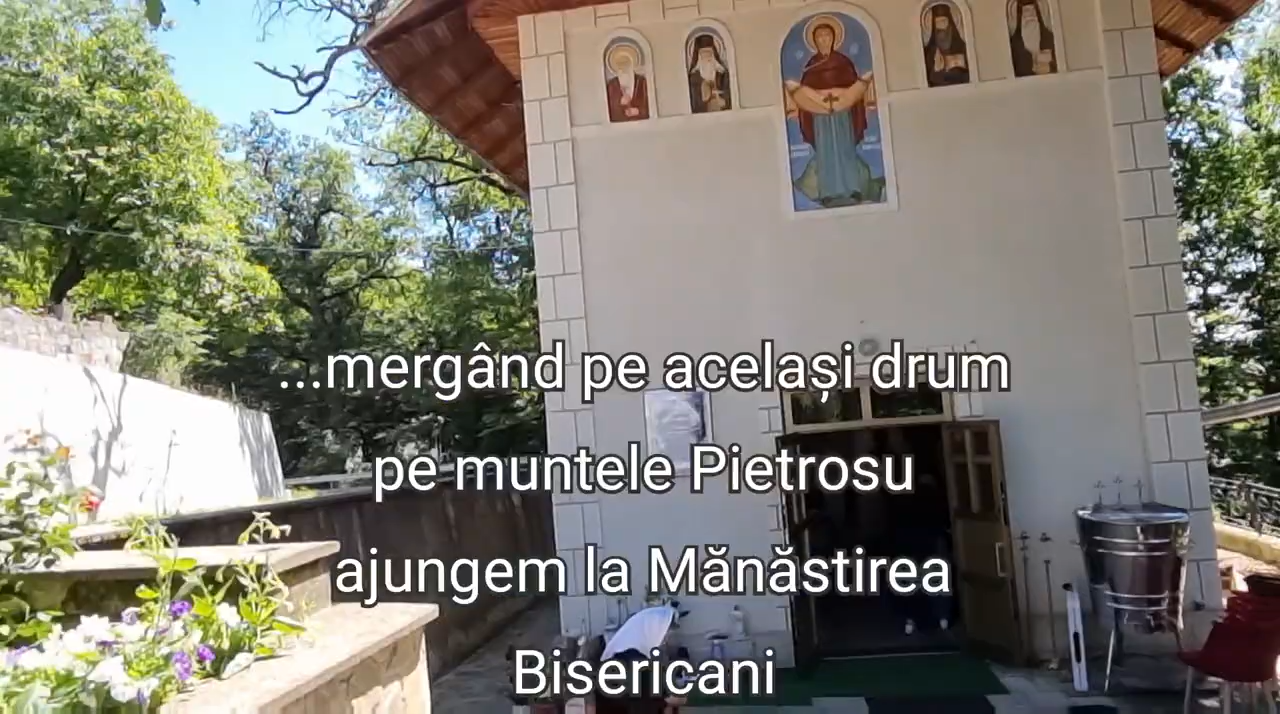 ...mergând pe același drum
pe muntele Pietrosu
ajungem la Mănăstirea
Bisericani